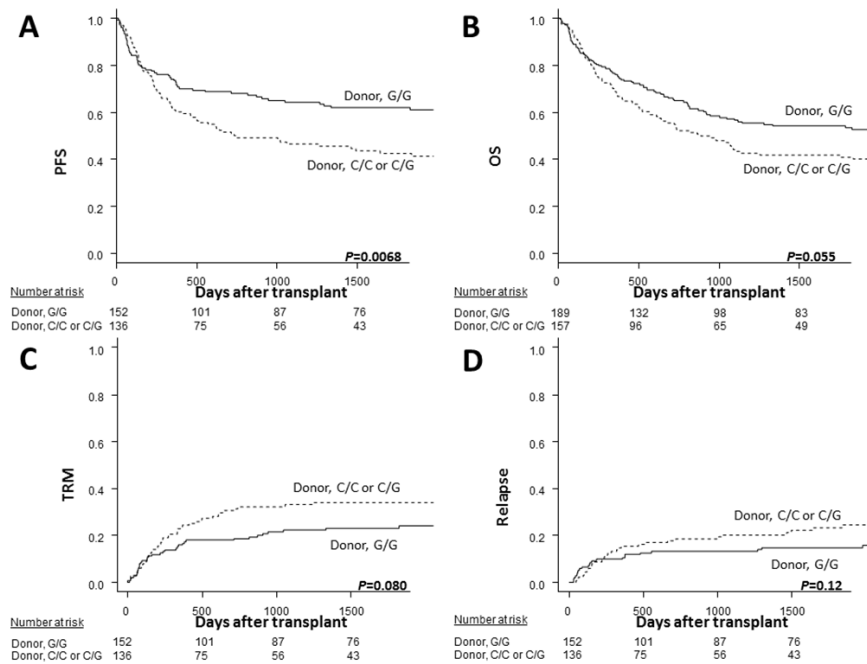 A
1.0
0.8
0.6
0.4
0.2
0.0
PFS
Donor, G/G
Donor, C/C or C/G
P=0.0068
0 500 1000 1500
Days after transplant
Number at risk
Donor, G/G 152 101 87 76
Donor, C/C or C/G 136 75 56 43
B
1.0
0.8
0.6
0.4
0.2
0.0
OS
Donor, G/G
Donor, C/C or C/G
P=0.055
0 500 1000 1500
Days after transplant
Number at risk
Donor, G/G 189 132 98 83
Donor, C/C or C/G 157 96 65 49
C
1.0
0.8
0.6
0.4
0.2
0.0
TRM
Donor, C/C or C/G
Donor, G/G
P=0.080
0 500 1000 1500
Days after transplant
Number at risk
Donor, G/G 152 101 87 76
Donor, C/C or C/G 136 75 56 43
D
1.0
0.8
0.6
0.4
0.2
0.0
Relapse
Donor, C/C or C/G
Donor, G/G
P=0.12
0 500 1000 1500
Days after transplant
Number at risk
Donor, G/G 152 101 87 76
Donor, C/C or C/G 136 75 56 43